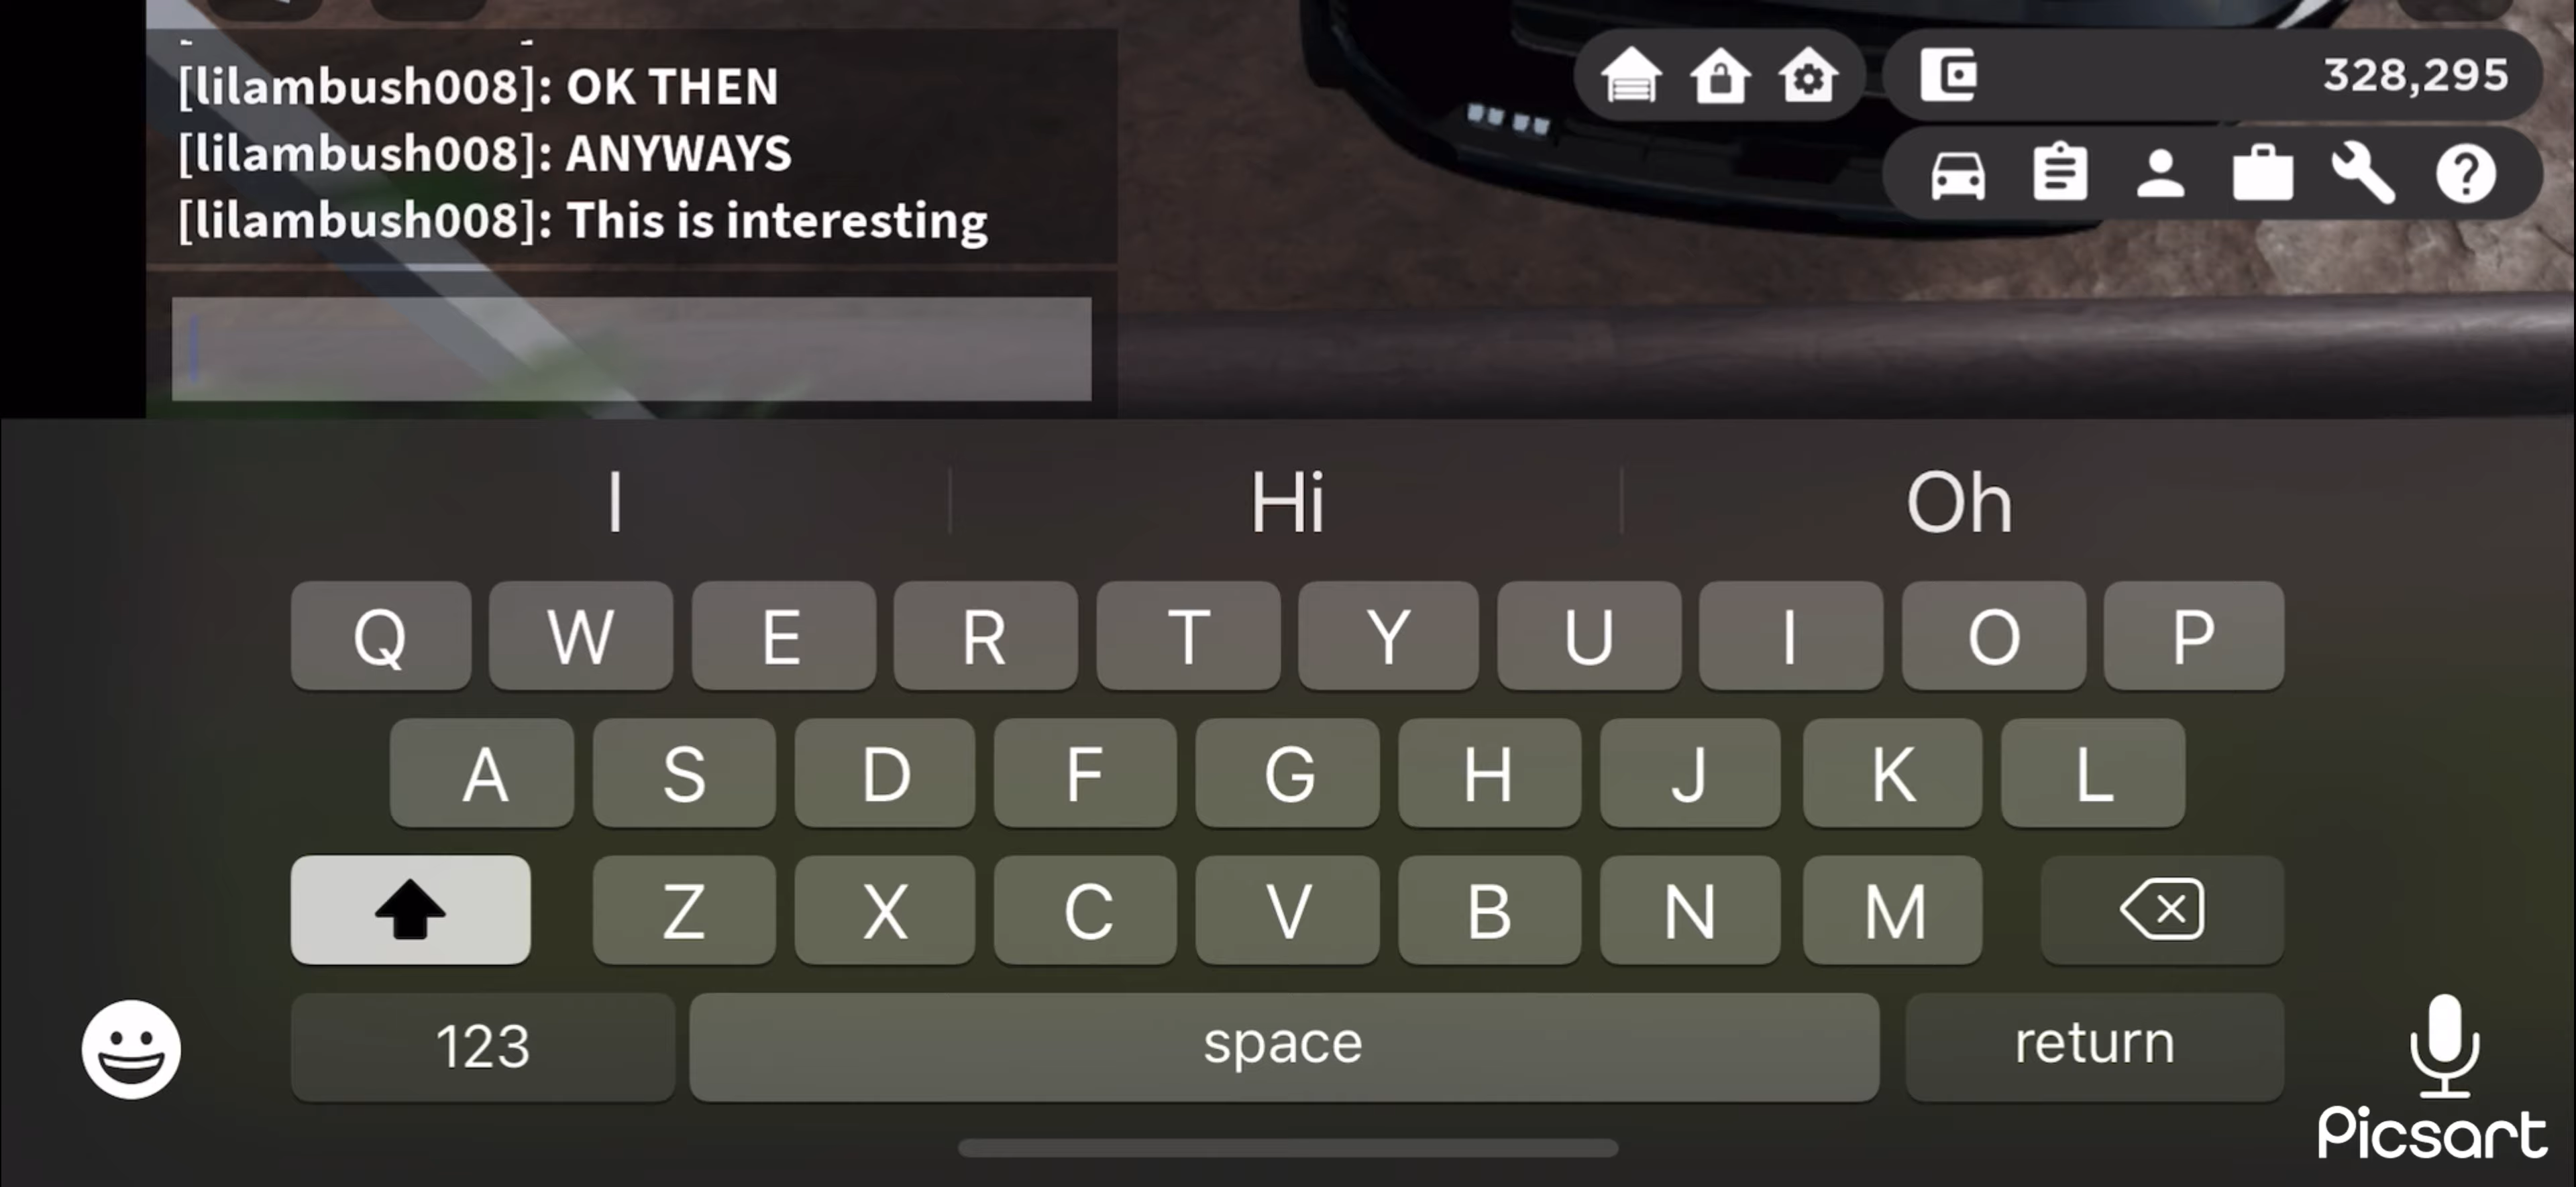 [lilambush008]: OK THEN
[lilambush008]: ANYWAYS
[lilambush008]: This is interesting
328,295
I Hi Oh
Q W E R T Y U I O P
A S D F G H J K L
Z X C V B N M
123 space return
Picsart